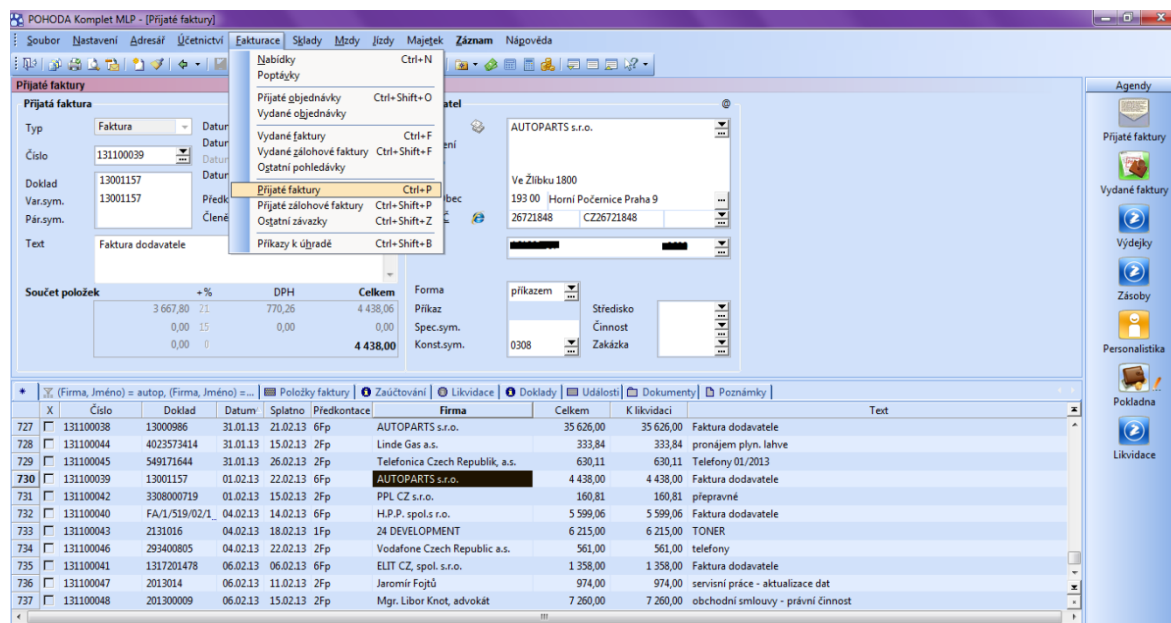 POHODA Komplet MLP - [Přijaté faktury]
Soubor Nastavení Adresář Účetnictví Fakturace Sklady Mzdy Jízdy Majetek Záznam Nápověda
Nabídky Ctrl+N
Poptávky
Přijaté objednávky Ctrl+Shift+O
Vydané objednávky
Vydané faktury Ctrl+F
Vydané zálohové faktury Ctrl+Shift+F
Ostatní pohledávky
Přijaté faktury Ctrl+P
Přijaté zálohové faktury Ctrl+Shift+P
Ostatní závazky Ctrl+Shift+Z
Příkazy k úhradě Ctrl+Shift+B
Přijaté faktury
Přijatá faktura
Typ Faktura
Číslo 131100039
Doklad 13001157
Var.sym. 13001157
Pár.sym.
Text Faktura dodavatele
Součet položek +% DPH Celkem
3 667,80 21 770,26 4 438,06
0,00 15 0,00 0,00
0,00 0 4 438,00
@
AUTOPARTS s.r.o.
Ve Žlíbku 1800
193 00 Horní Počernice Praha 9
26721848 CZ26721848
Forma příkazem
Příkaz Středisko
Spec.sym. Činnost
Konst.sym. 0308 Zakázka
Agendy
Přijaté faktury
Vydané faktury
Výdejky
Zásoby
Personalistika
Pokladna
Likvidace
* (Firma, Jméno) = autop, (Firma, Jméno) =... Položky faktury Zaúčtování Likvidace Doklady Události Dokumenty Poznámky
X Číslo Doklad Datum Splatno Předkontace Firma Celkem K likvidaci Text
727 131100038 13000986 31.01.13 21.02.13 6Fp AUTOPARTS s.r.o. 35 626,00 35 626,00 Faktura dodavatele
728 131100044 4023573414 31.01.13 15.02.13 2Fp Linde Gas a.s. 333,84 333,84 pronájem plyn. lahve
729 131100045 549171644 31.01.13 26.02.13 2Fp Telefonica Czech Republik, a.s. 630,11 630,11 Telefony 01/2013
730 131100039 13001157 01.02.13 22.02.13 6Fp AUTOPARTS s.r.o. 4 438,00 4 438,00 Faktura dodavatele
731 131100042 3308000719 01.02.13 15.02.13 2Fp PPL CZ s.r.o. 160,81 160,81 přepravné
732 131100040 FA/1/519/02/1_ 04.02.13 14.02.13 6Fp H.P.P. spol.s r.o. 5 599,06 5 599,06 Faktura dodavatele
733 131100043 2131016 04.02.13 18.02.13 1Fp 24 DEVELOPMENT 6 215,00 6 215,00 TONER
734 131100046 293400805 04.02.13 22.02.13 2Fp Vodafone Czech Republic a.s. 561,00 561,00 telefony
735 131100041 1317201478 06.02.13 06.02.13 6Fp ELIT CZ, spol. s.r.o. 1 358,00 1 358,00 Faktura dodavatele
736 131100047 2013014 06.02.13 11.02.13 2Fp Jaromír Fojtů 974,00 974,00 servisní práce - aktualizace dat
737 131100048 201300009 06.02.13 15.02.13 2Fp Mgr. Libor Knot, advokát 7 260,00 7 260,00 obchodní smlouvy - právní činnost